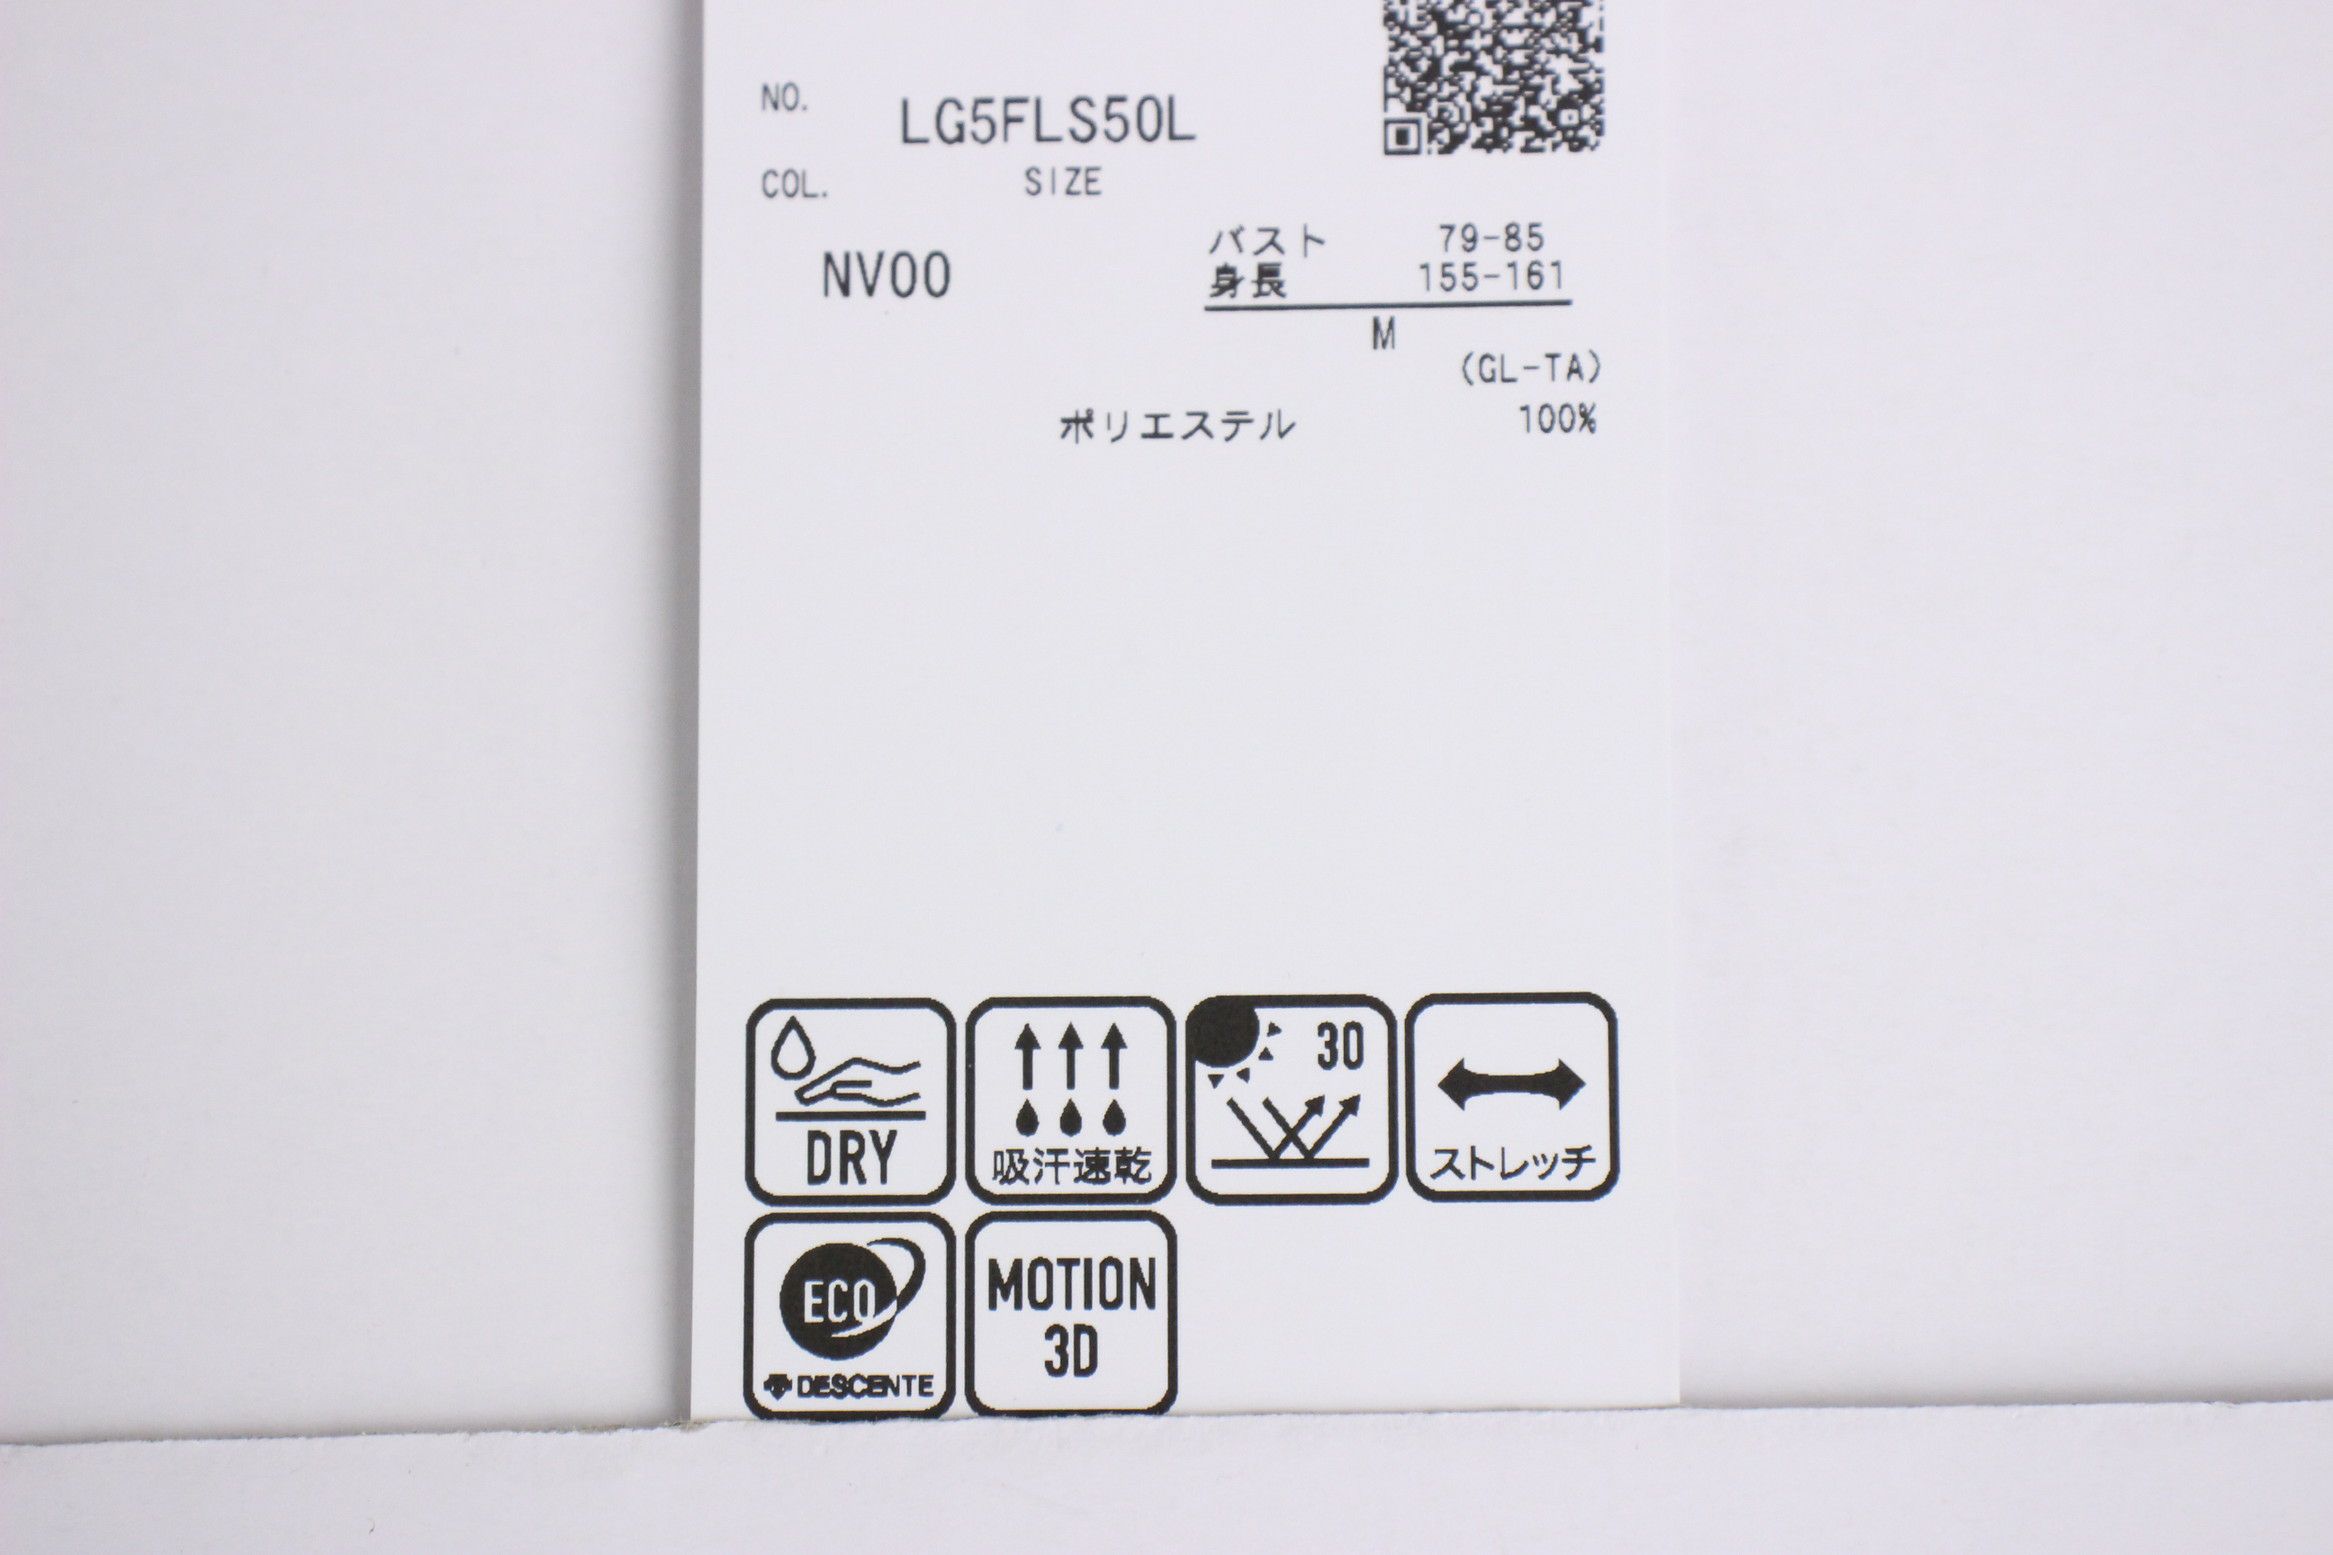 NO.
LG5FLS50L
COL.
SIZE
NV00
バスト 79-85
身長 155-161
M
(GL-TA)
ポリエステル 100%
DRY
吸汗速乾
30
ストレッチ
ECO
DESCENTE
MOTION
3D